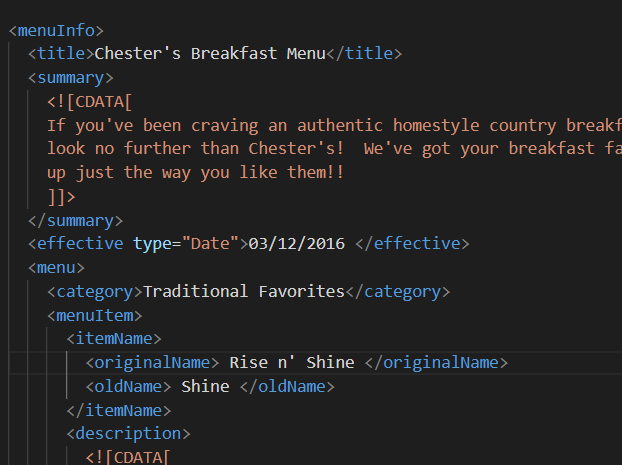 <menuInfo>
<title>Chester's Breakfast Menu</title>
<summary>
<![CDATA[
If you've been craving an authentic homestyle country breakf
look no further than Chester's!  We've got your breakfast fa
up just the way you like them!!
]]>
</summary>
<effective type="Date">03/12/2016 </effective>
<menu>
<category>Traditional Favorites</category>
<menuItem>
<itemName>
<originalName> Rise n' Shine </originalName>
<oldName> Shine </oldName>
</itemName>
<description>
<![CDATA[